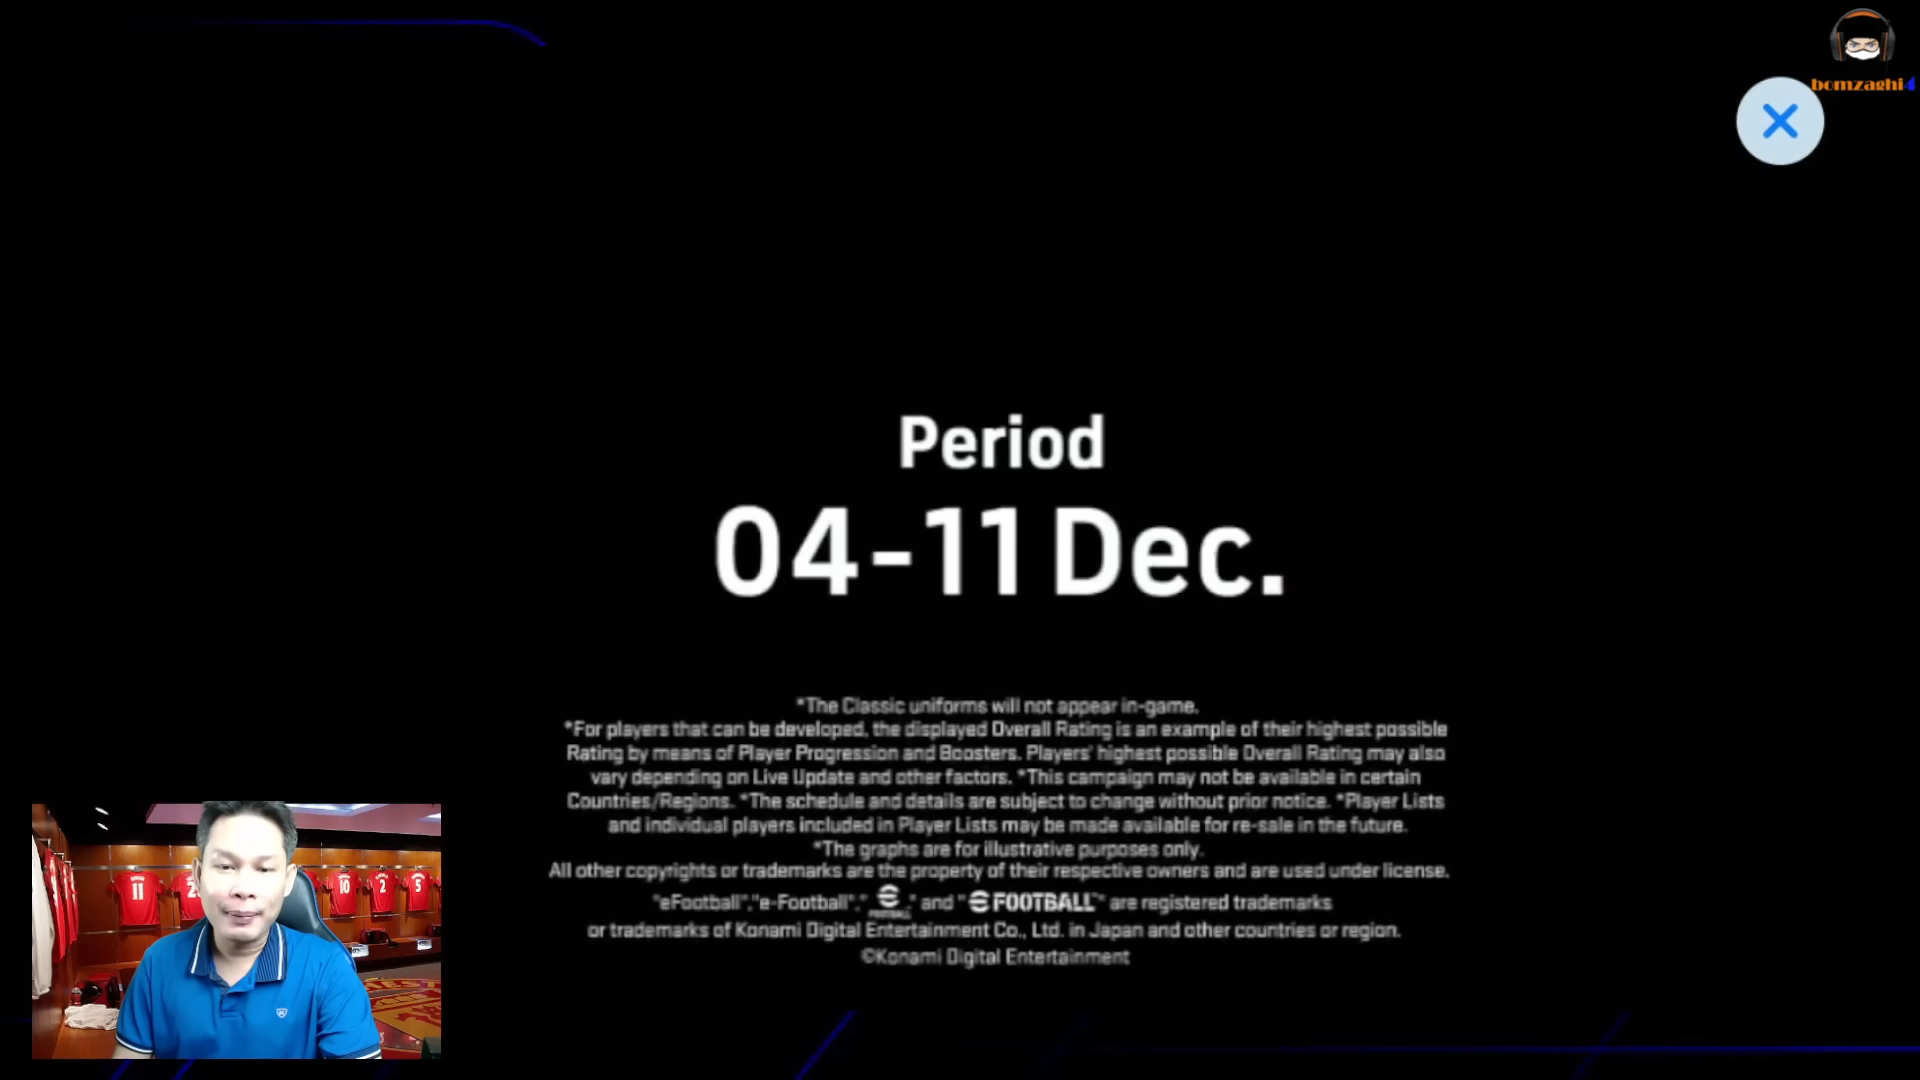 bomzaghi4
Period
04-11 Dec.
*The Classic uniforms will not appear in-game.
*For players that can be developed, the displayed Overall Rating is an example of their highest possible
Rating by means of Player Progression and Boosters. Players' highest possible Overall Rating may also
vary depending on Live Update and other factors. *This campaign may not be available in certain
Countries/Regions. *The schedule and details are subject to change without prior notice. *Player Lists
and individual players included in Player Lists may be made available for re-sale in the future.
*The graphs are for illustrative purposes only.
All other copyrights or trademarks are the property of their respective owners and are used under license.
"eFootball","e-Football"," FOOTBALL " and " FOOTBALL" are registered trademarks
or trademarks of Konami Digital Entertainment Co., Ltd. in Japan and other countries or region.
©Konami Digital Entertainment
11
2
10
2
5